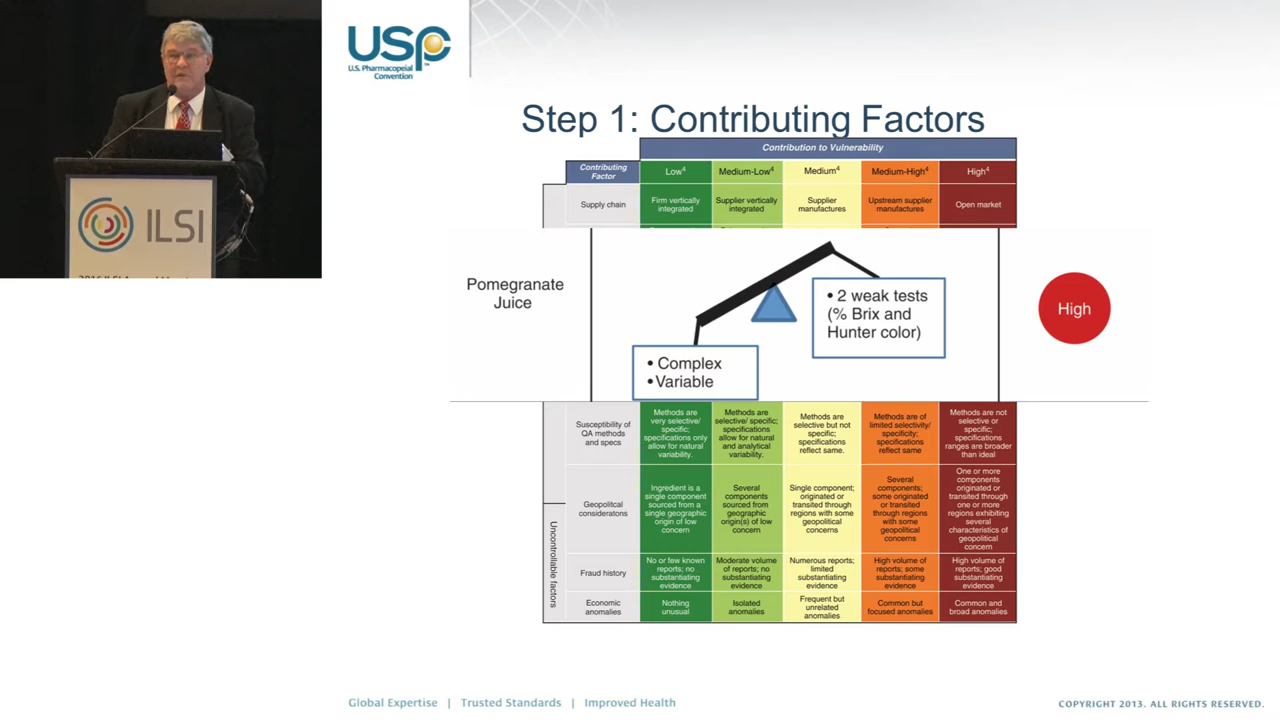 USP
U.S. Pharmacopeial
Convention
Step 1: Contributing Factors
Contribution to Vulnerability
Contributing
Factor
Low4
Medium-Low4
Medium4
Medium-High4
High4
Supply chain
Firm vertically
integrated
Supplier vertically
integrated
Supplier
manufactures
Upstream supplier
manufactures
Open market
ILSI
Pomegranate
Juice
• Complex
•Variable
• 2 weak tests
(% Brix and
Hunter color)
High
Susceptibility of
QA methods
and specs
Methods are
very selective/
specific;
specifications only
allow for natural
variability.
Methods are
selective/ specific;
specifications
allow for natural
and analytical
variability.
Methods are
selective but not
specific;
specifications
reflect same.
Methods are of
limited selectivity/
specificity;
specifications
reflect same
Methods are not
selective or
specific;
specifications
ranges are broader
than ideal
Geopolitcal
consideratons
Ingredient is a
single component
sourced from a
single geographic
origin of low
concern
Several
components
sourced from
geographic
origin(s) of low
concern
Single component;
originated or
transited through
regions with some
geopolitical
concerns
Several
components;
some originated
or transited
through regions
with some
geopolitical
concerns
One or more
components
originated or
transited through
one or more
regions exhibiting
several
characteristics of
geopolitical
concern
Uncontrollable factors
Fraud history
No or few known
reports; no
substantiating
evidence
Moderate volume
of reports; no
substantiating
evidence
Numerous reports;
limited
substantiating
evidence
High volume of
reports; some
substantiating
evidence
High volume of
reports; good
substantiating
evidence
Economic
anomalies
Nothing
unusual
Isolated
anomalies
Frequent but
unrelated
anomalies
Common but
focused anomalies
Common and
broad anomalies
Global Expertise | Trusted Standards | Improved Health
COPYRIGHT 2013. ALL RIGHTS RESERVED.